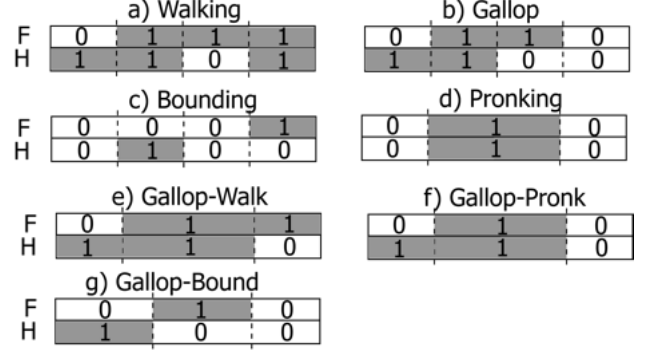 a) Walking
F 0 1 1 1
H 1 1 0 1
b) Gallop
0 1 1 0
1 1 0 0
c) Bounding
F 0 0 0 1
H 0 1 0 0
d) Pronking
0 1 0
0 1 0
e) Gallop-Walk
F 0 1 1
H 1 1 0
f) Gallop-Pronk
0 1 0
1 1 0
g) Gallop-Bound
F 0 1 0
H 1 0 0